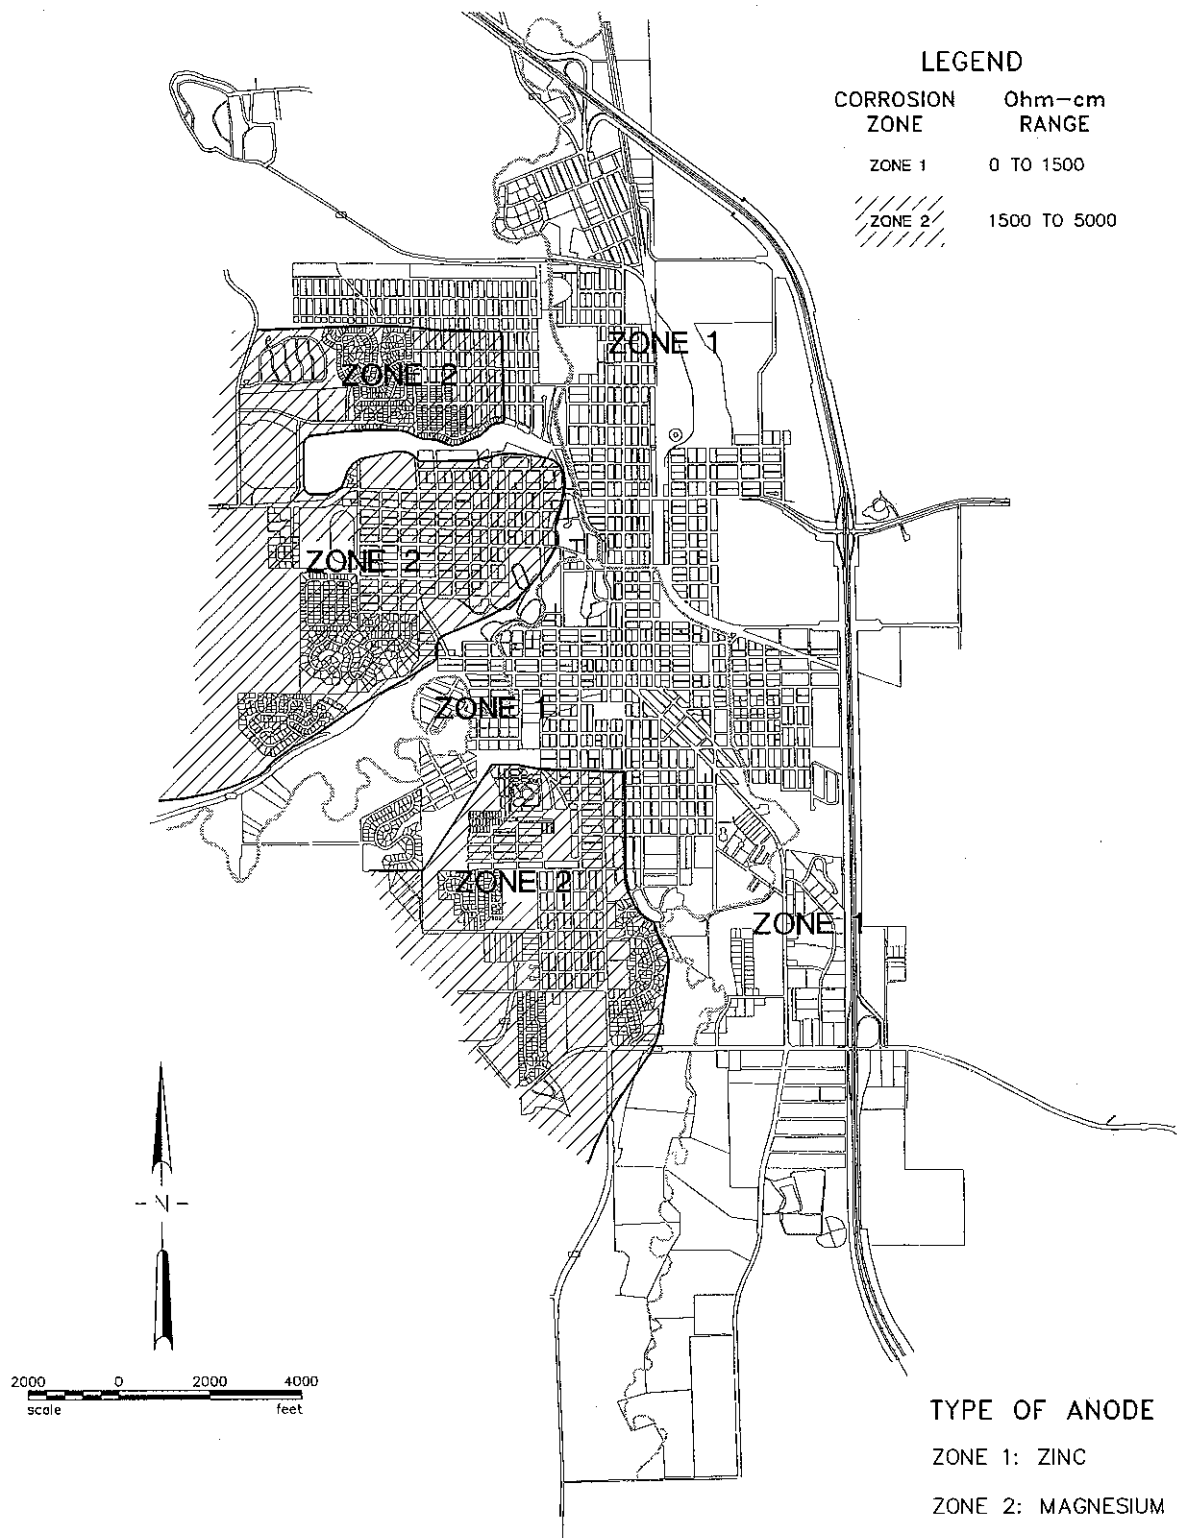 LEGEND
CORROSION ZONE
Ohm-cm RANGE
ZONE 1 0 TO 1500
ZONE 2 1500 TO 5000
ZONE 1
ZONE 2
ZONE 2
ZONE 1
ZONE 2
ZONE 1
N
2000 0 2000 4000
scale feet
TYPE OF ANODE
ZONE 1: ZINC
ZONE 2: MAGNESIUM